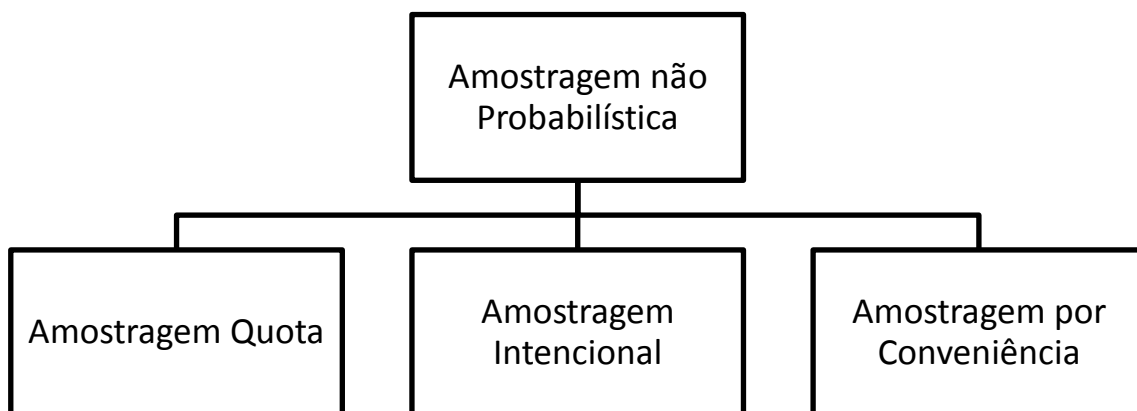 Amostragem não
Probabilística
Amostragem Quota
Amostragem
Intencional
Amostragem por
Conveniência